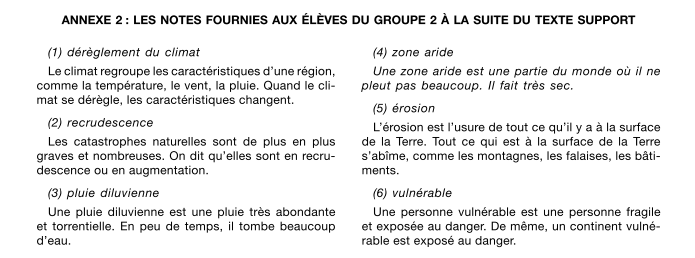 ANNEXE 2 : LES NOTES FOURNIES AUX ÉLÈVES DU GROUPE 2 À LA SUITE DU TEXTE SUPPORT
(1) dérèglement du climat
Le climat regroupe les caractéristiques d'une région,
comme la température, le vent, la pluie. Quand le cli-
mat se dérègle, les caractéristiques changent.
(2) recrudescence
Les catastrophes naturelles sont de plus en plus
graves et nombreuses. On dit qu'elles sont en recru-
descence ou en augmentation.
(3) pluie diluvienne
Une pluie diluvienne est une pluie très abondante
et torrentielle. En peu de temps, il tombe beaucoup
d'eau.
(4) zone aride
Une zone aride est une partie du monde où il ne
pleut pas beaucoup. Il fait très sec.
(5) érosion
L'érosion est l'usure de tout ce qu'il y a à la surface
de la Terre. Tout ce qui est à la surface de la Terre
s'abîme, comme les montagnes, les falaises, les bâti-
ments.
(6) vulnérable
Une personne vulnérable est une personne fragile
et exposée au danger. De même, un continent vulné-
rable est exposé au danger.